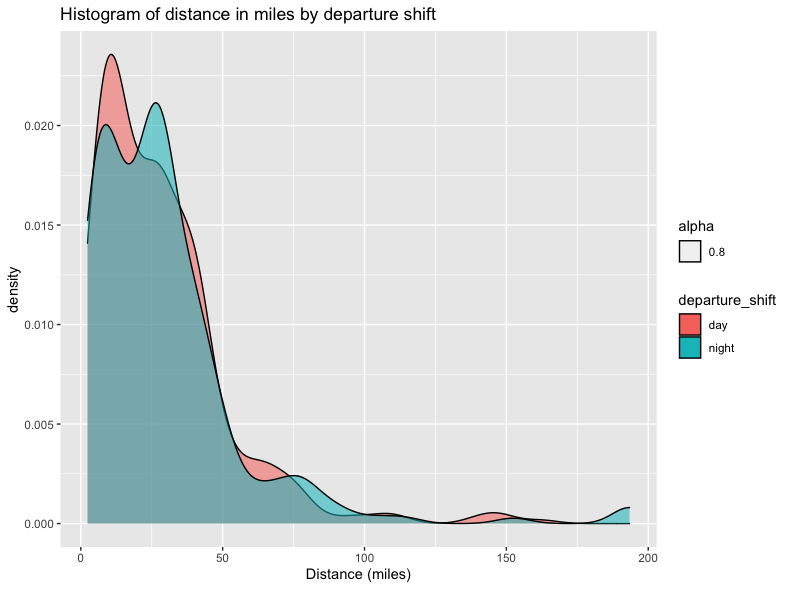 Histogram of distance in miles by departure shift
0.020
0.015
0.010
0.005
0.000
density
0
50
100
150
200
Distance (miles)
alpha
0.8
departure_shift
day
night